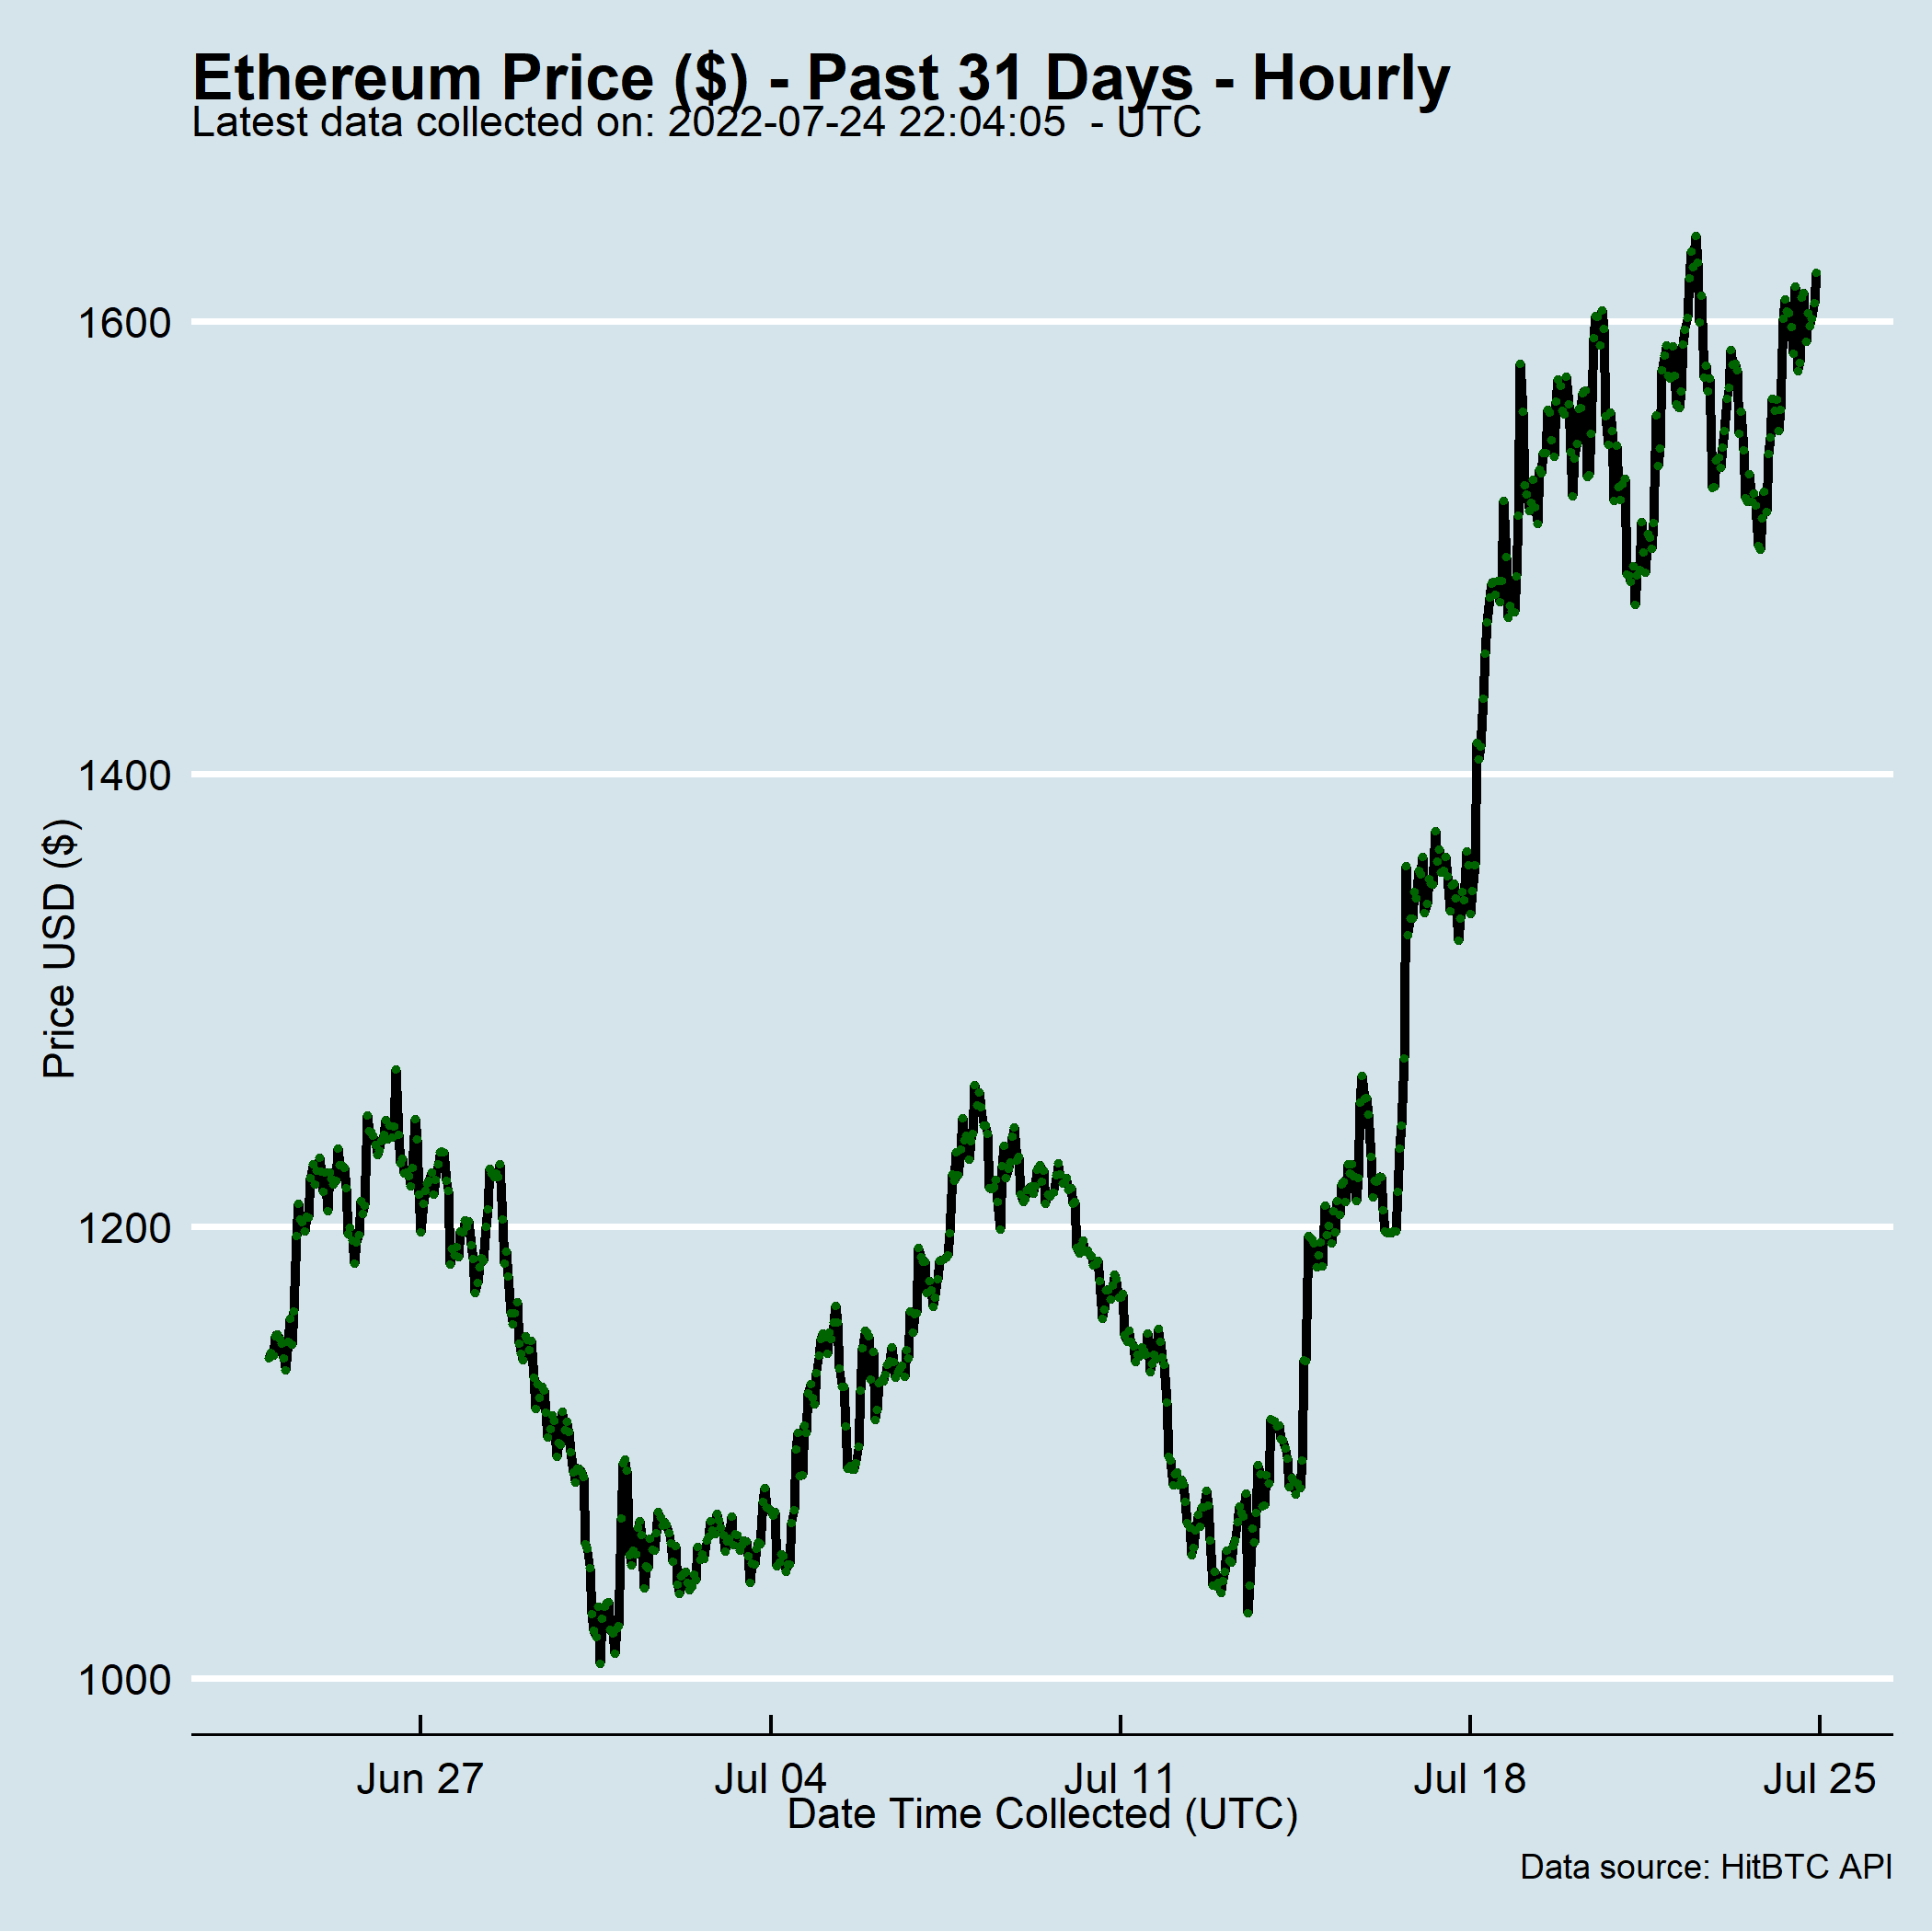 Ethereum Price ($) - Past 31 Days - Hourly
Latest data collected on: 2022-07-24 22:04:05  - UTC
1600
1400
1200
1000
Price USD ($)
Jun 27
Jul 04
Jul 11
Jul 18
Jul 25
Date Time Collected (UTC)
Data source: HitBTC API